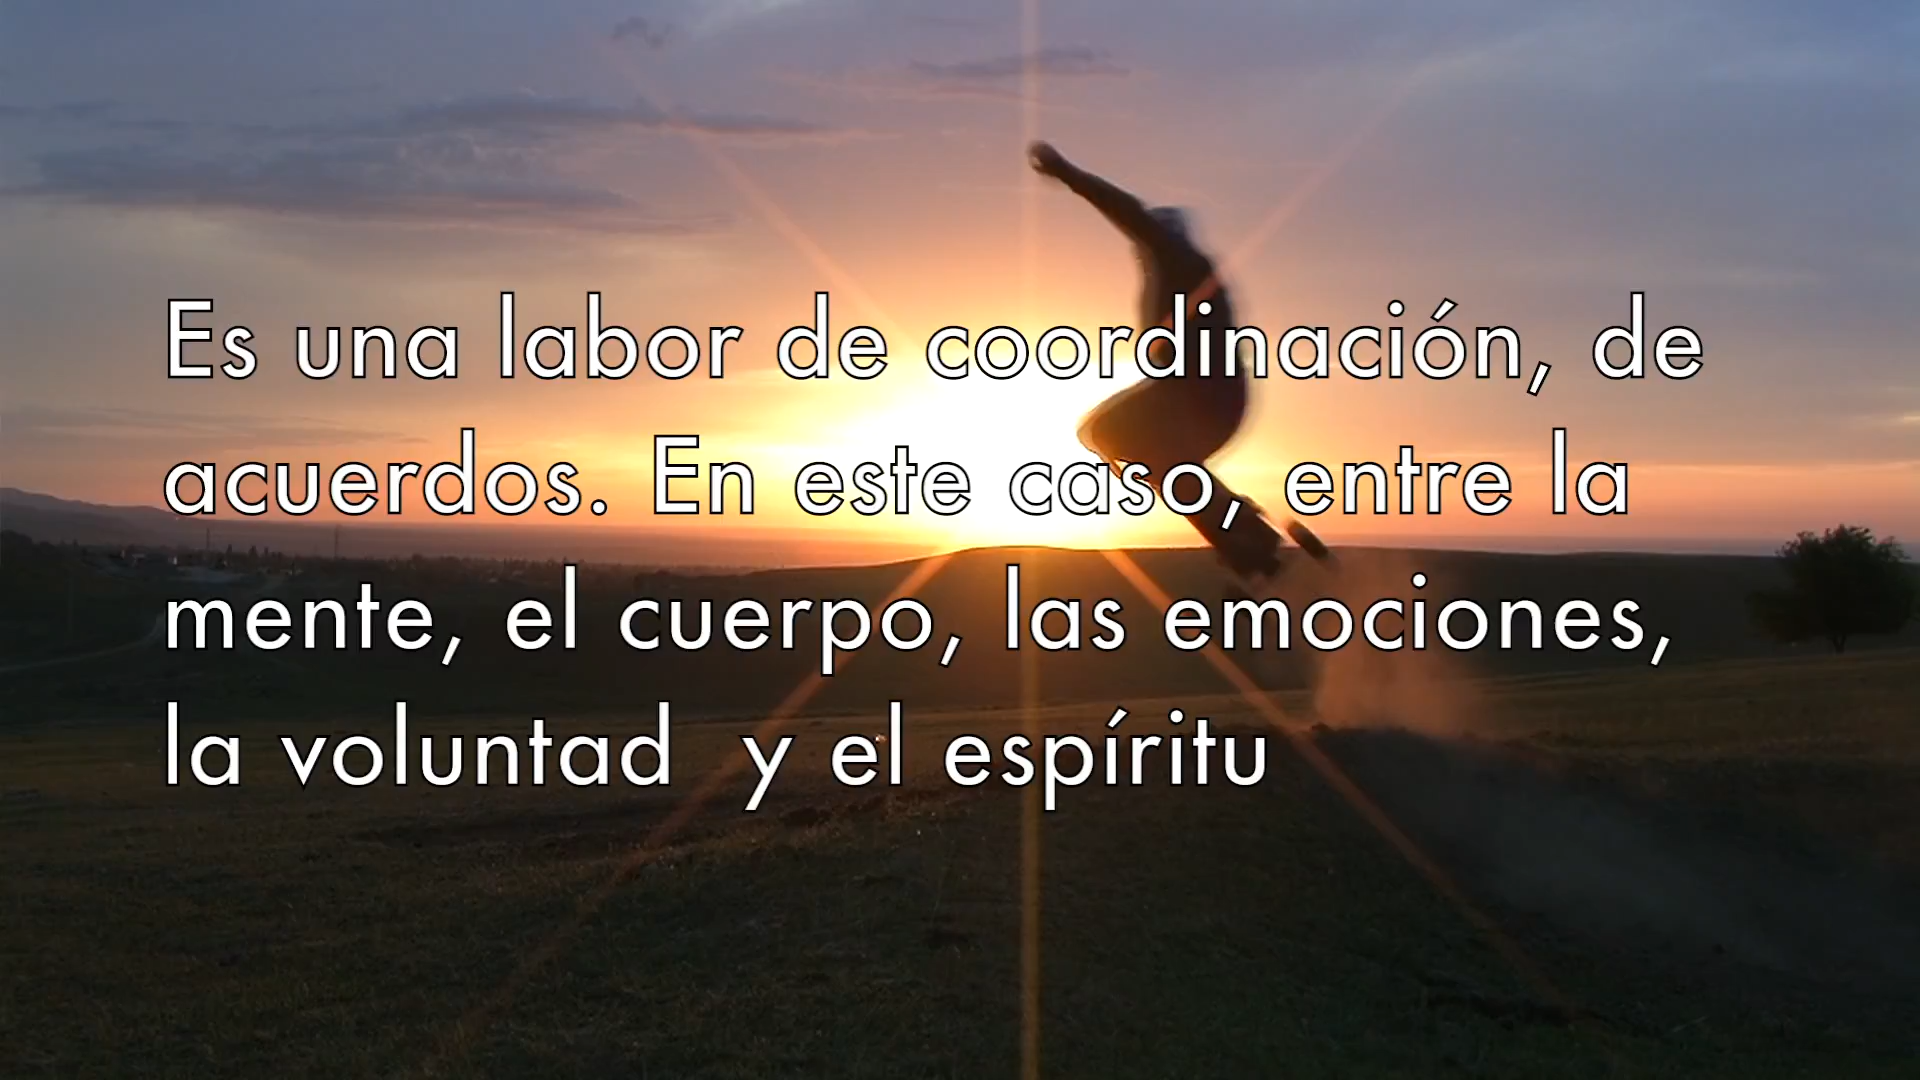 Es una labor de coordinación, de
acuerdos. En este caso, entre la
mente, el cuerpo, las emociones,
la voluntad  y el espíritu